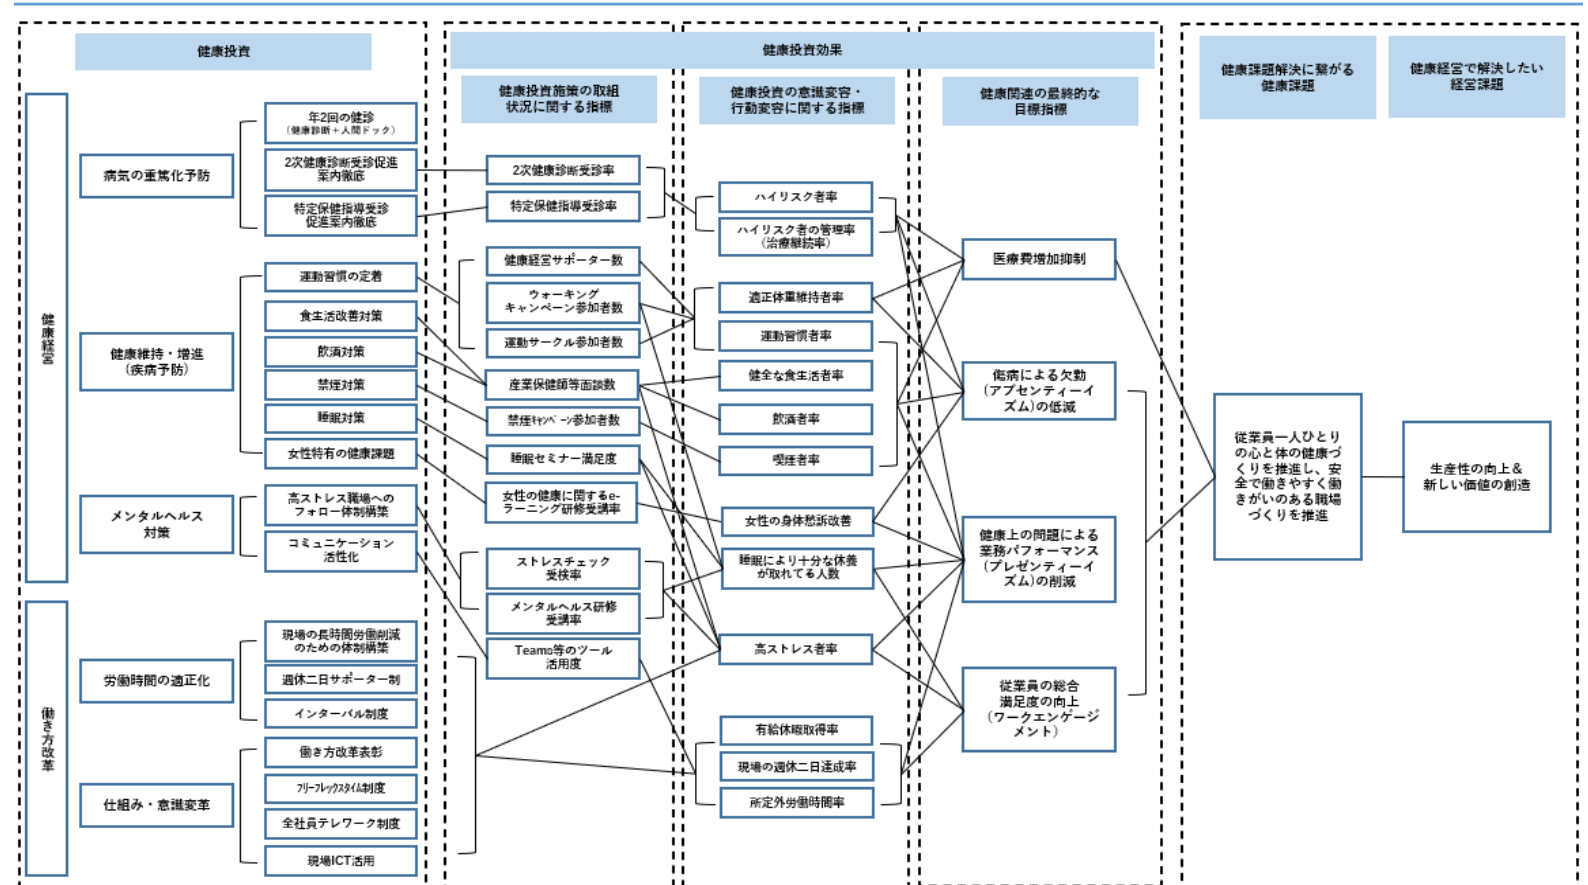 健康投資
健康投資効果
健康投資施策の取組
状況に関する指標
健康投資の意識変容・
行動変容に関する指標
健康関連の最終的な
目標指標
健康課題解決に繋がる
健康課題
健康経営で解決したい
経営課題
健康経営
病気の重篤化予防
年2回の健診
（健康診断＋人間ドック）
2次健康診断受診促進
案内徹底
特定保健指導受診
促進案内徹底
健康維持・増進
(疾病予防)
運動習慣の定着
食生活改善対策
飲酒対策
禁煙対策
睡眠対策
女性特有の健康課題
メンタルヘルス
対策
高ストレス職場への
フォロー体制構築
コミュニケーション
活性化
働き方改革
労働時間の適正化
現場の長時間労働削減
のための体制構築
週休二日サポーター制
インターバル制度
仕組み・意識変革
働き方改革表彰
フリーフレックスタイム制度
全社員テレワーク制度
現場ICT活用
2次健康診断受診率
特定保健指導受診率
健康経営サポーター数
ウォーキング
キャンペーン参加者数
運動サークル参加者数
産業保健師等面談数
禁煙ｷｬﾝﾍﾟｰﾝ参加者数
睡眠セミナー満足度
女性の健康に関するe-
ラーニング研修受講率
ストレスチェック
受検率
メンタルヘルス研修
受講率
Teams等のツール
活用度
ハイリスク者率
ハイリスク者の管理率
（治療継続率）
適正体重維持者率
運動習慣者率
健全な食生活者率
飲酒者率
喫煙者率
女性の身体愁訴改善
睡眠により十分な休養
が取れてる人数
高ストレス者率
有給休暇取得率
現場の週休二日達成率
所定外労働時間率
医療費増加抑制
傷病による欠勤
(アブセンティーイ
ズム)の低減
健康上の問題による
業務パフォーマンス
(プレゼンティーイ
ズム)の削減
従業員の総合
満足度の向上
（ワークエンゲージ
メント）
従業員一人ひとり
の心と体の健康づ
くりを推進し、安
全で働きやすく働
きがいのある職場
づくりを推進
生産性の向上＆
新しい価値の創造